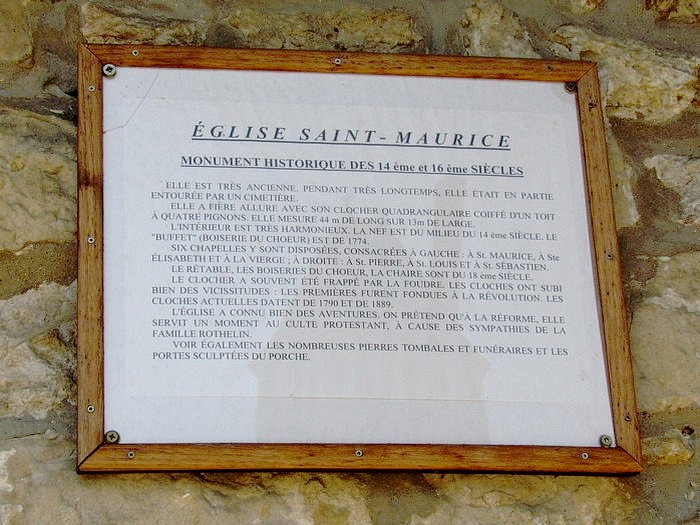 ÉGLISE SAINT-MAURICE
MONUMENT HISTORIQUE DES 14 ème et 16 ème SIÈCLES
ELLE EST TRÈS ANCIENNE. PENDANT TRÈS LONGTEMPS, ELLE ÉTAIT EN PARTIE
ENTOURÉE PAR UN CIMETIÈRE.
ELLE A FIÈRE ALLURE AVEC SON CLOCHER QUADRANGULAIRE COIFFÉ D'UN TOIT
À QUATRE PIGNONS. ELLE MESURE 44 m DE LONG SUR 13m DE LARGE.
L'INTÉRIEUR EST TRÈS HARMONIEUX. LA NEF EST DU MILIEU DU 14 ème SIÈCLE. LE
"BUFFET" (BOISERIE DU CHOEUR) EST DE 1774.
SIX CHAPELLES Y SONT DISPOSÉES, CONSACRÉES À GAUCHE : À St. MAURICE, À Ste
ÉLISABETH ET À LA VIERGE ; À DROITE : À St. PIERRE, À St. LOUIS ET À St. SÉBASTIEN.
LE RÉTABLE, LES BOISERIES DU CHOEUR, LA CHAIRE SONT DU 18 ème SIÈCLE.
LE CLOCHER A SOUVENT ÉTÉ FRAPPÉ PAR LA FOUDRE. LES CLOCHES ONT SUBI
BIEN DES VICISSITUDES : LES PREMIÈRES FURENT FONDUES À LA RÉVOLUTION. LES
CLOCHES ACTUELLES DATENT DE 1790 ET DE 1889.
L'ÉGLISE A CONNU BIEN DES AVENTURES. ON PRÉTEND QU'À LA RÉFORME, ELLE
SERVIT UN MOMENT AU CULTE PROTESTANT, À CAUSE DES SYMPATHIES DE LA
FAMILLE ROTHELIN.
VOIR ÉGALEMENT LES NOMBREUSES PIERRES TOMBALES ET FUNÉRAIRES ET LES
PORTES SCULPTÉES DU PORCHE.